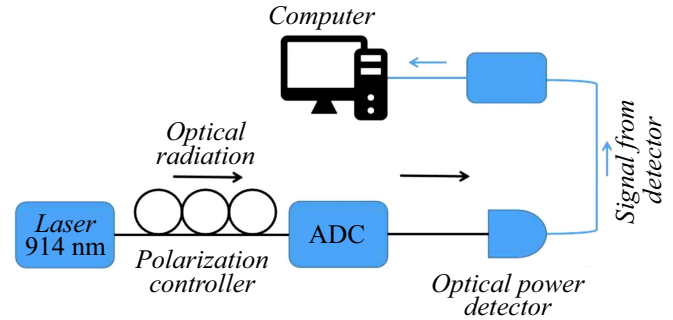 Computer
Optical
radiation
Signal from
detector
Laser
914 nm
ADC
Polarization
controller
Optical power
detector